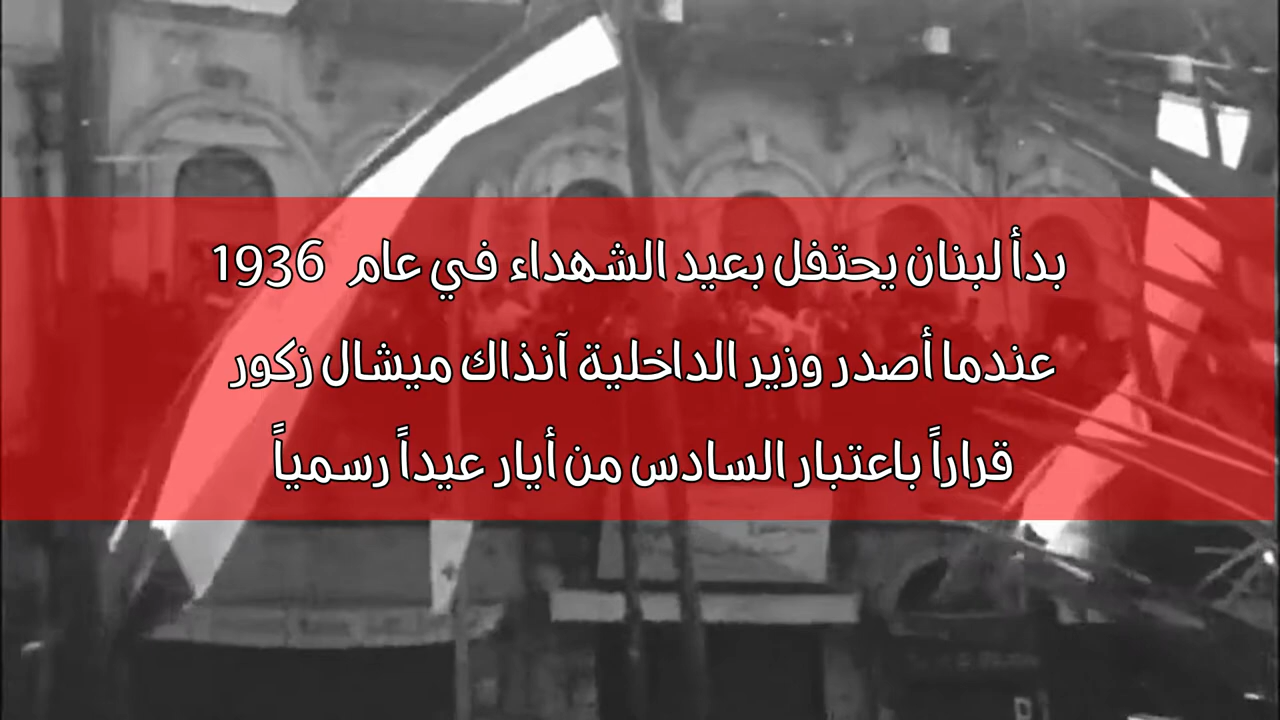 بدأ لبنان يحتفل بعيد الشهداء في عام 1936
عندما أصدر وزير الداخلية آنذاك ميشال زكور
قراراً باعتبار السادس من أيار عيداً رسمياً